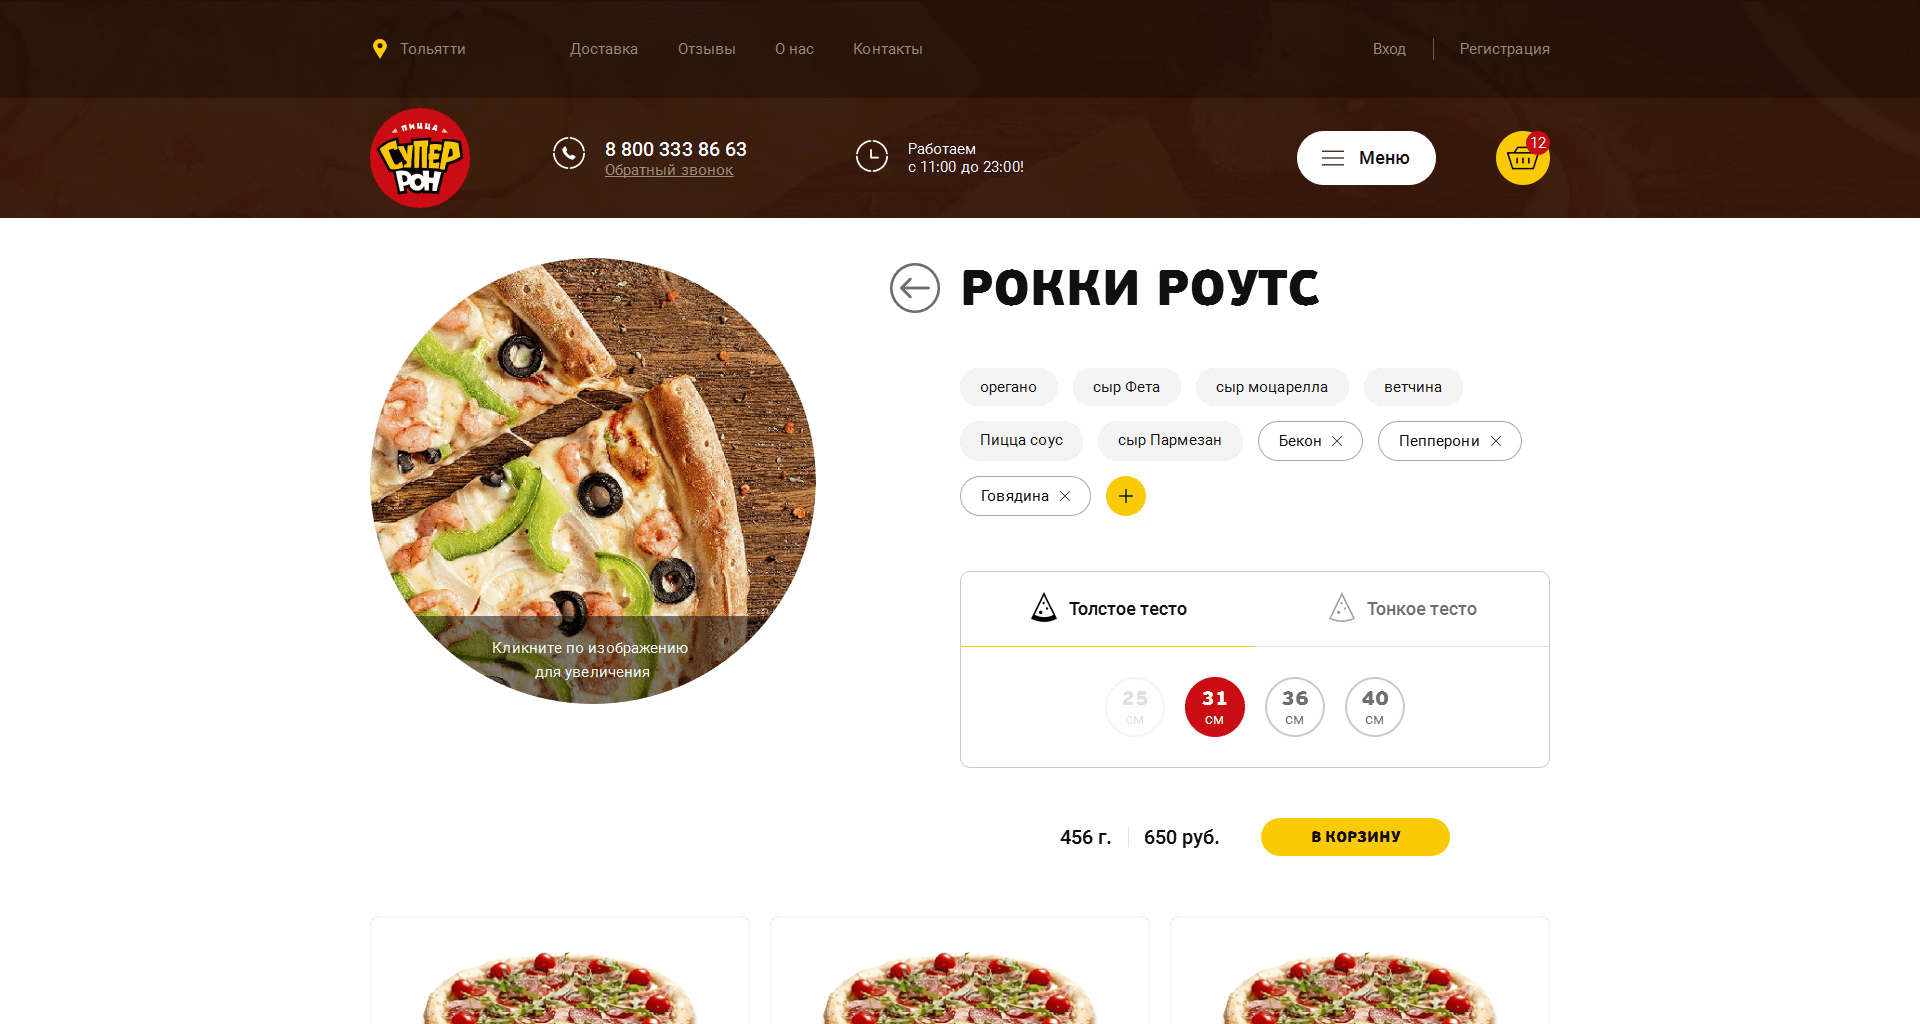 Тольятти
Доставка
Отзывы
О нас
Контакты
Вход
Регистрация
ПИЦЦА
СУПЕР
РОН
8 800 333 86 63
Обратный звонок
Работаем
с 11:00 до 23:00!
Меню
12
РОККИ РОУТС
орегано
сыр Фета
сыр моцарелла
ветчина
Пицца соус
сыр Пармезан
Бекон
Пепперони
Говядина
Толстое тесто
Тонкое тесто
25
см
31
см
36
см
40
см
Кликните по изображению
для увеличения
456 г.
650 руб.
В КОРЗИНУ